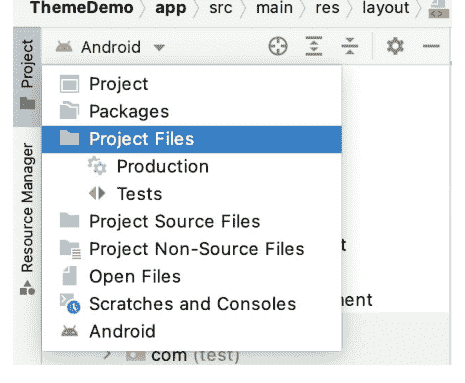 ThemeDemo app src main res layout
Project
Android
Project
Packages
Project Files
Production
Tests
Project Source Files
Project Non-Source Files
Open Files
Scratches and Consoles
Android
com (test)
Resource Manager